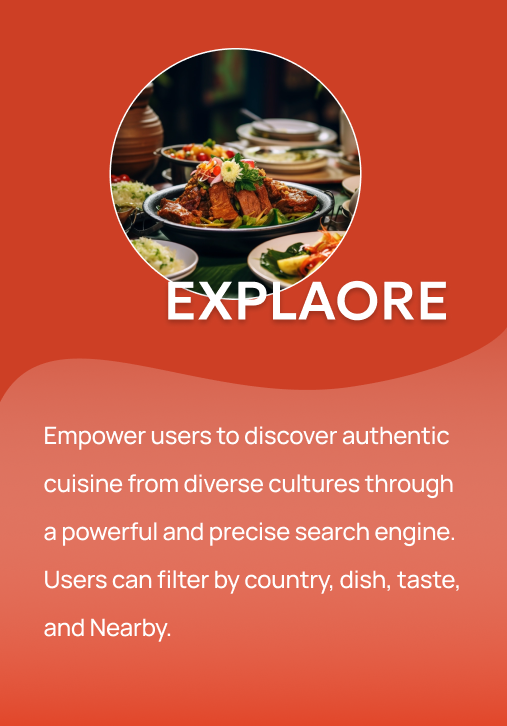 EXPLAORE
Empower users to discover authentic
cuisine from diverse cultures through
a powerful and precise search engine.
Users can filter by country, dish, taste,
and Nearby.